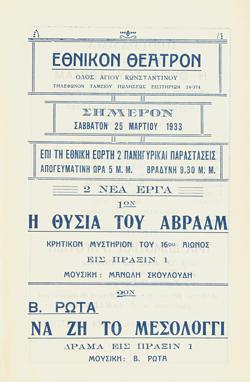 ΕΘΝΙΚΟΝ ΘΕΑΤΡΟΝ
ΟΔΟΣ ΑΓΙΟΥ ΚΩΝΣΤΑΝΤΙΝΟΥ
ΤΗΛΕΦΩΝΟΝ ΤΑΜΕΙΟΥ ΠΩΛΗΣΕΩΣ ΕΙΣΙΤΗΡΙΩΝ 24-374
ΣΗΜΕΡΟΝ
ΣΑΒΒΑΤΟΝ 25 ΜΑΡΤΙΟΥ 1933
ΕΠΙ ΤΗ ΕΘΝΙΚΗ ΕΟΡΤΗ 2 ΠΑΝΗΓΥΡΙΚΑΙ ΠΑΡΑΣΤΑΣΕΙΣ
ΑΠΟΓΕΥΜΑΤΙΝΗ ΩΡΑ 5 Μ. Μ. ΒΡΑΔΥΝΗ 9.30 Μ. Μ.
2 ΝΕΑ ΕΡΓΑ
1ον
Η ΘΥΣΙΑ ΤΟΥ ΑΒΡΑΑΜ
ΚΡΗΤΙΚΟΝ ΜΥΣΤΗΡΙΟΝ ΤΟΥ 16ου ΑΙΩΝΟΣ
ΕΙΣ ΠΡΑΞΙΝ 1
ΜΟΥΣΙΚΗ : ΜΑΝΩΛΗ ΣΚΟΥΛΟΥΔΗ
2ον
Β. ΡΩΤΑ
ΝΑ ΖΗ ΤΟ ΜΕΣΟΛΟΓΓΙ
ΔΡΑΜΑ ΕΙΣ ΠΡΑΞΙΝ 1
ΜΟΥΣΙΚΗ : Β. ΡΩΤΑ